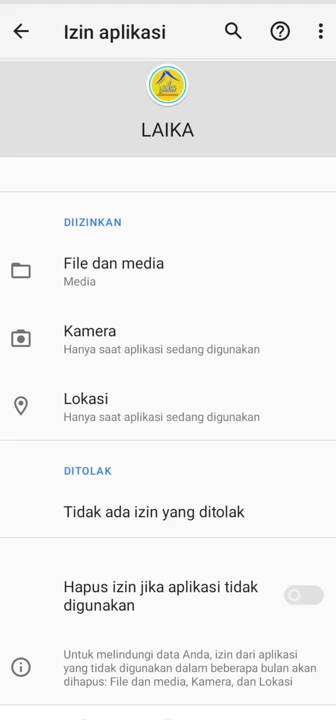 Izin aplikasi
LAIKA
DIIZINKAN
File dan media
Media
Kamera
Hanya saat aplikasi sedang digunakan
Lokasi
Hanya saat aplikasi sedang digunakan
DITOLAK
Tidak ada izin yang ditolak
Hapus izin jika aplikasi tidak
digunakan
Untuk melindungi data Anda, izin dari aplikasi
yang tidak digunakan dalam beberapa bulan akan
dihapus: File dan media, Kamera, dan Lokasi